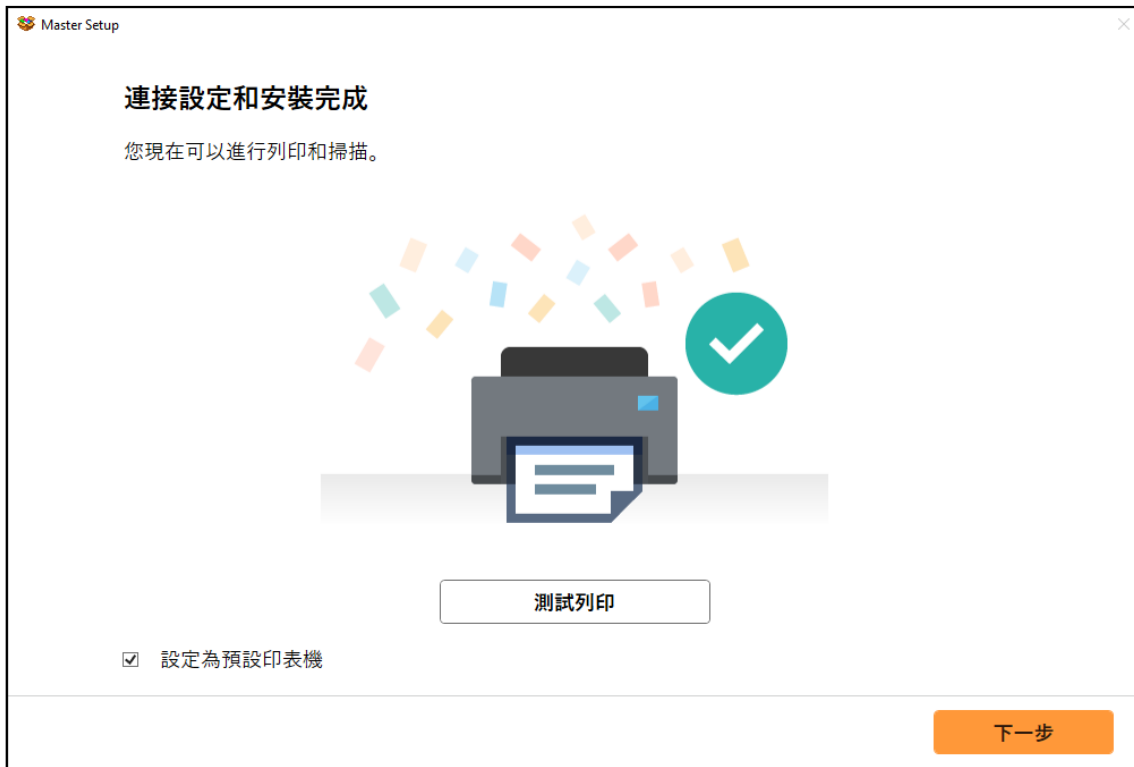 Master Setup
連接設定和安裝完成
您現在可以進行列印和掃描。
測試列印
設定為預設印表機
下一步